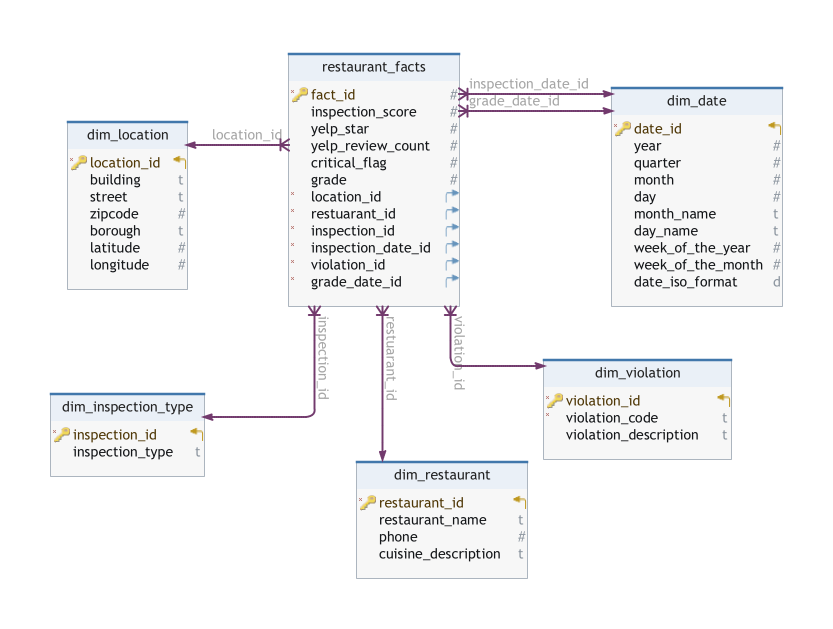 restaurant_facts
fact_id #
inspection_score #
yelp_star #
yelp_review_count #
critical_flag #
grade #
location_id
restuarant_id
inspection_id
inspection_date_id
violation_id
grade_date_id
inspection_date_id
grade_date_id
dim_date
date_id
year #
quarter #
month #
day #
month_name t
day_name t
week_of_the_year #
week_of_the_month #
date_iso_format d
location_id
dim_location
location_id
building t
street t
zipcode #
borough t
latitude #
longitude #
inspection_id
restuarant_id
violation_id
dim_violation
violation_id
violation_code t
violation_description t
dim_inspection_type
inspection_id
inspection_type t
dim_restaurant
restaurant_id
restaurant_name t
phone #
cuisine_description t